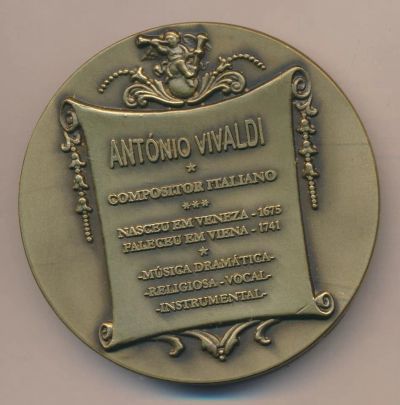 ANTÓNIO VIVALDI
*
COMPOSITOR ITALIANO
***
NASCEU EM VENEZA - 1675
FALECEU EM VIENA - 1741
*
-MÚSICA DRAMÁTICA-
-RELIGIOSA - VOCAL-
-INSTRUMENTAL-